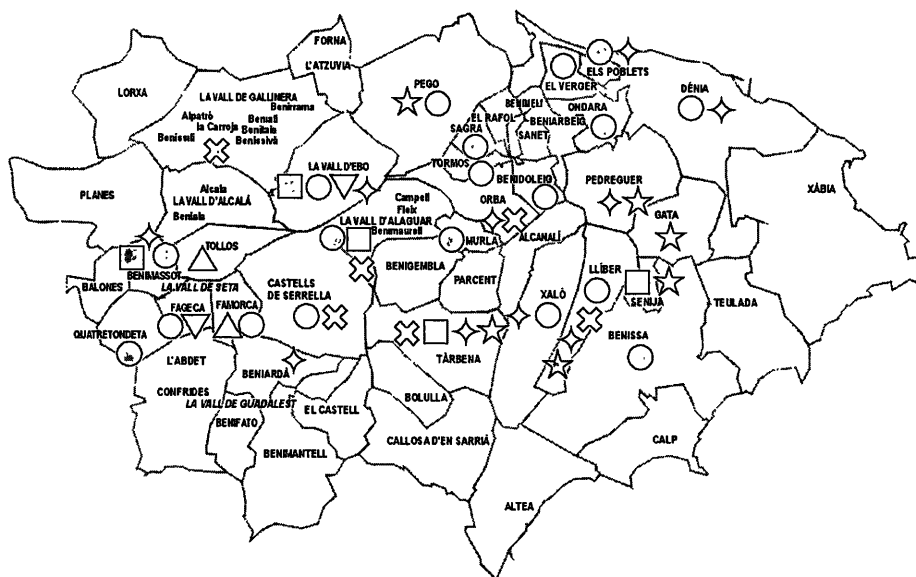 FORNA
L'ATZUVIA
LORXA
LA VALL DE GALLINERA
Benirrama
Alpatró
Benialí
la Carroja
Benitaia
Benissili
Benissivà
PEGO
ELS POBLETS
EL VERGER
DÉNIA
BENIMELI
EL RAFOL
ONDARA
BENIARBEIG
SAGRA
SANET
TORMOS
LA VALL D'EBO
BENIDOLEIG
PEDREGUER
XÀBIA
PLANES
Alcala
LA VALL D'ALCALÀ
Beniaia
Campell
Fleix
LA VALL D'ALAGUAR
Benimaurell
ORBA
GATA
MURLA
ALCANALÍ
TOLLOS
BENIMASSOT
BALONES
LA VALL DE SETA
BENIGEMBLA
PARCENT
CASTELLS
DE SERRELLA
LLÍBER
XALÓ
SENIJA
TEULADA
FAGECA
FAMORCA
QUATRETONDETA
BENISSA
TÀRBENA
L'ABDET
BENIARDÀ
CONFRIDES
LA VALL DE GUADALEST
BENIFATO
EL CASTELL
BOLULLA
BENIMANTELL
CALLOSA D'EN SARRIÀ
CALP
ALTEA